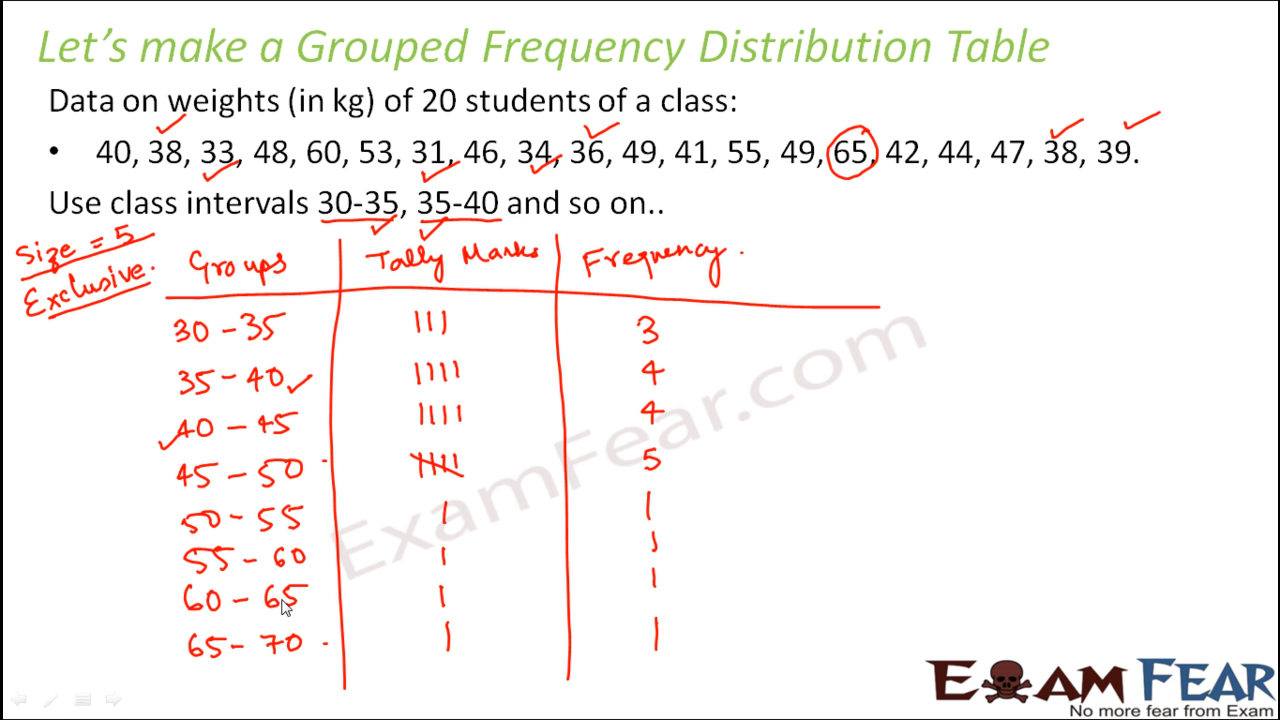 Let's make a Grouped Frequency Distribution Table
Data on weights (in kg) of 20 students of a class:
• 40, 38, 33, 48, 60, 53, 31, 46, 34, 36, 49, 41, 55, 49, 65, 42, 44, 47, 38, 39.
Use class intervals 30-35, 35-40 and so on..
Size = 5
Exclusive.
Groups Tally Marks Frequency.
30 - 35 ||| 3
35 - 40 |||| 4
40 - 45 |||| 4
45 - 50 |||| 5
50 - 55 | 1
55 - 60 | 1
60 - 65 | 1
65 - 70 | 1
ExamFear.com
EXAM FEAR
No more fear from Exam